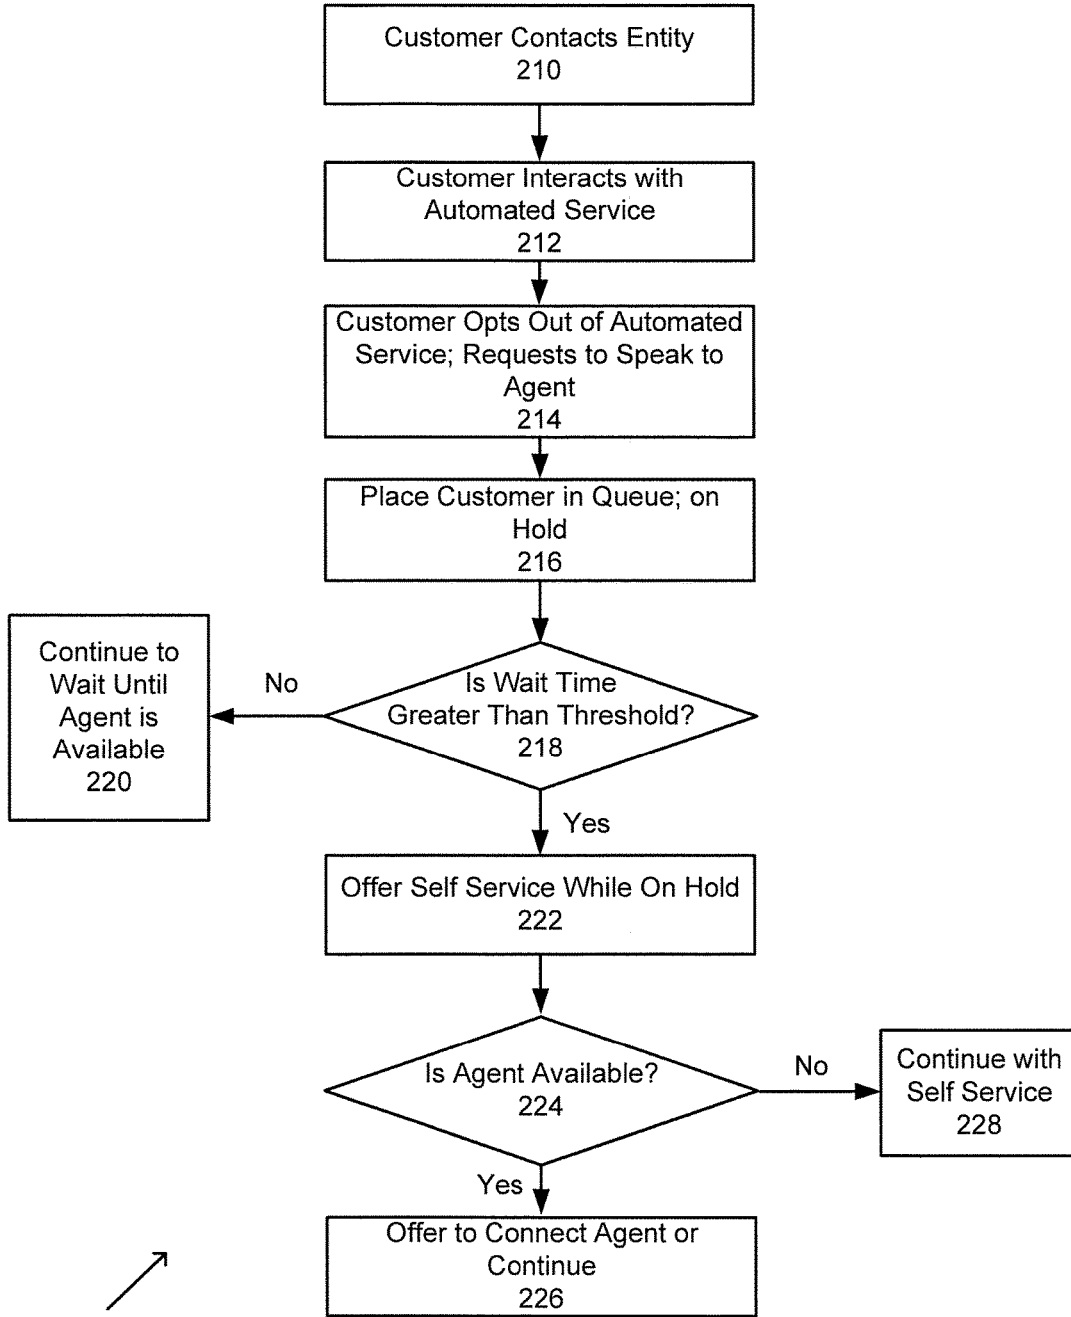 Customer Contacts Entity
210
Customer Interacts with
Automated Service
212
Customer Opts Out of Automated
Service; Requests to Speak to
Agent
214
Place Customer in Queue; on
Hold
216
Is Wait Time
Greater Than Threshold?
218
No
Continue to
Wait Until
Agent is
Available
220
Yes
Offer Self Service While On Hold
222
Is Agent Available?
224
No
Continue with
Self Service
228
Yes
Offer to Connect Agent or
Continue
226